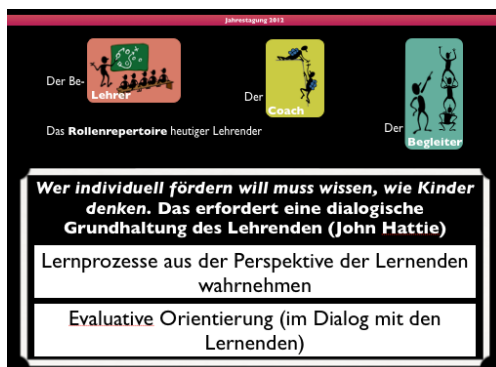 Jahrestagung 2012
Der Be-
Lehrer
Der
Coach
Der
Begleiter
Das Rollenrepertoire heutiger Lehrender
Wer individuell fördern will muss wissen, wie Kinder
denken. Das erfordert eine dialogische
Grundhaltung des Lehrenden (John Hattie)
Lernprozesse aus der Perspektive der Lernenden
wahrnehmen
Evaluative Orientierung (im Dialog mit den
Lernenden)